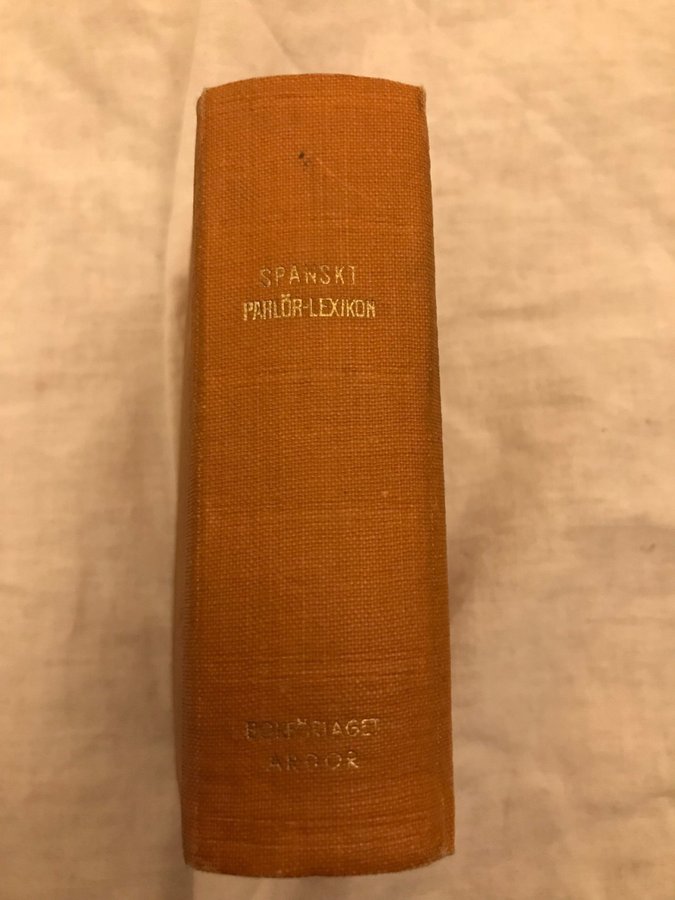 SPANSKT
PARLÖR-LEXIKON
BOKFÖRLAGET
ARBOR